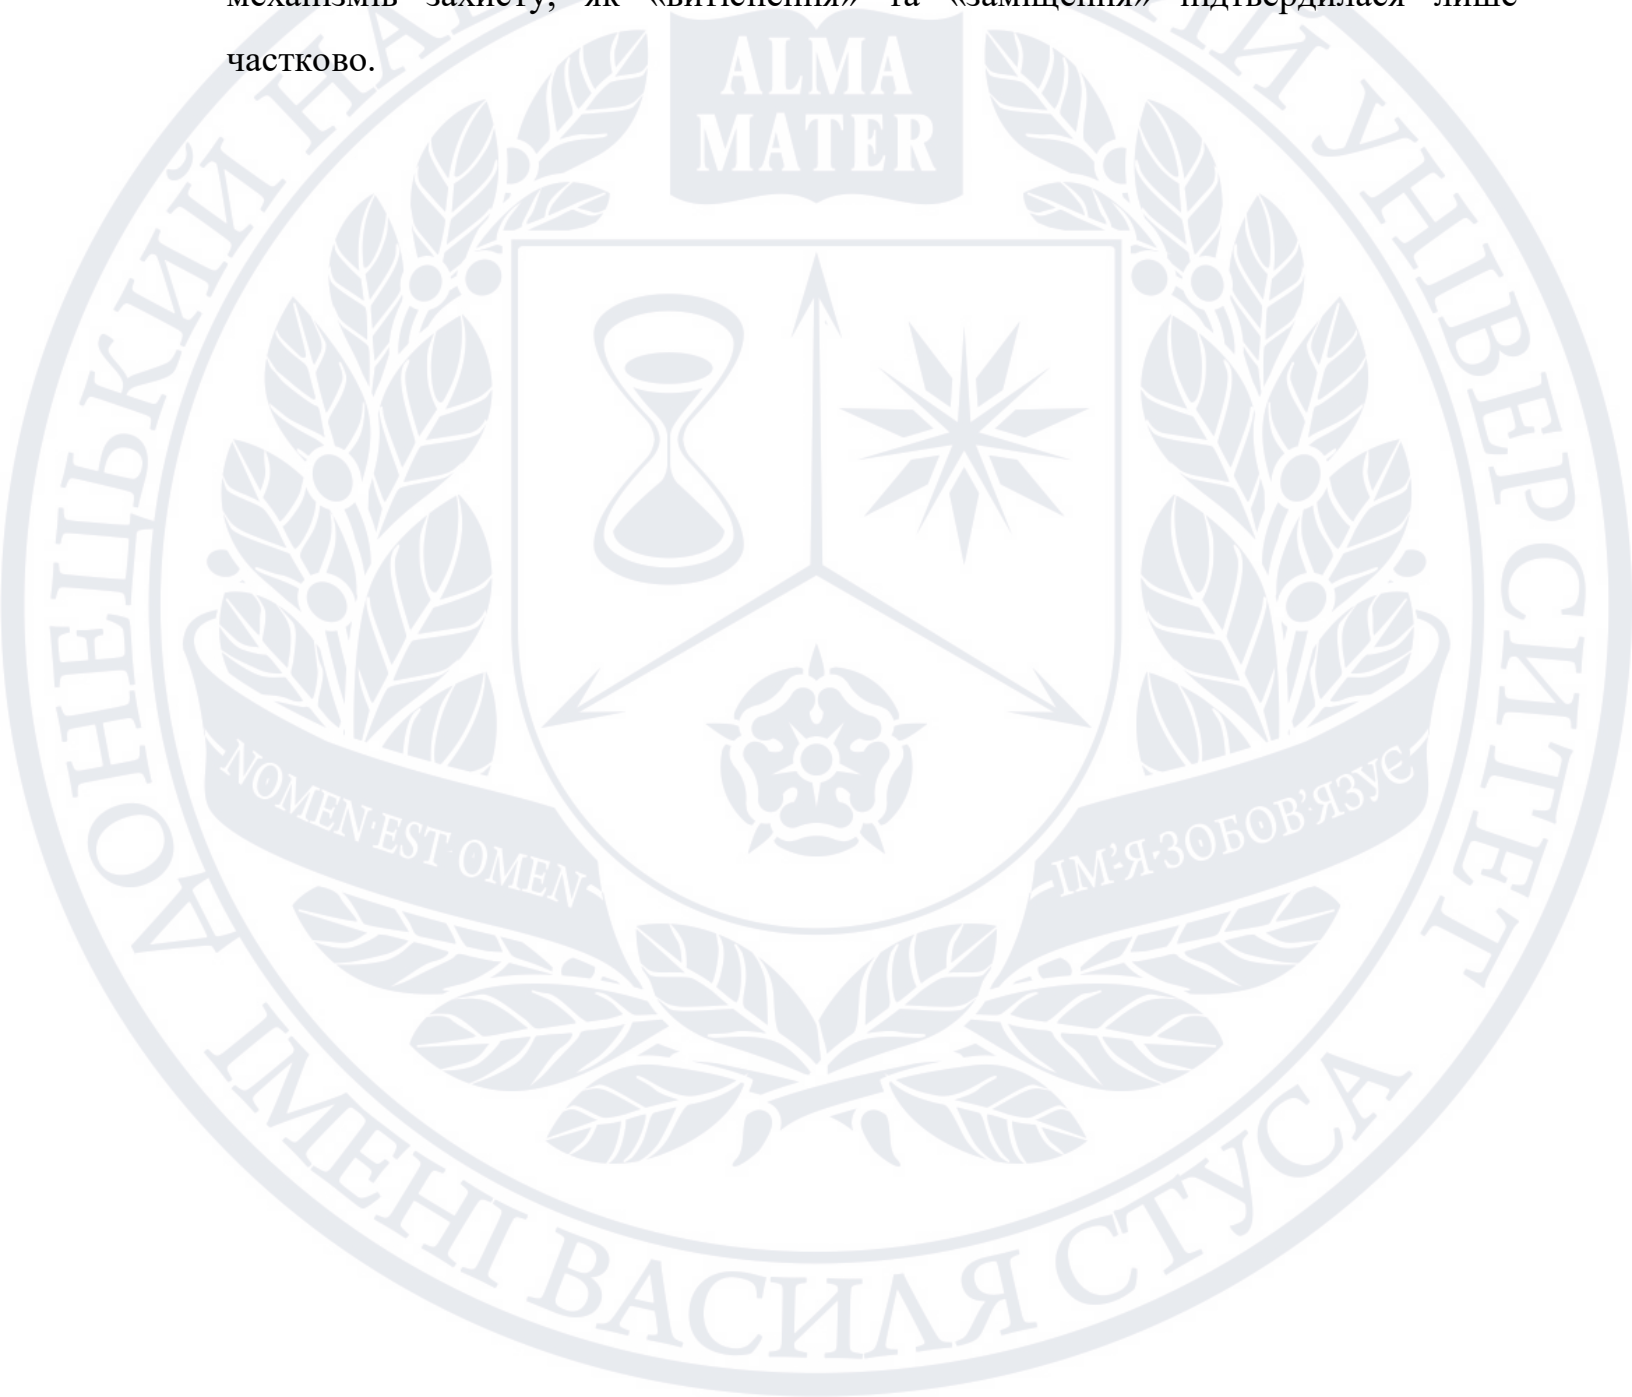 механізмів захисту, як «витіснення» та «заміщення» підтвердилася лише
частково.
ALMA
MATER
ДОНЕЦЬКИЙ НА
ИЙ УНІВЕРСИТЕТ
NOMEN·EST·OMEN
ІМ’Я·ЗОБОВ’ЯЗУЄ
ІМЕНІ ВАСИЛЯ СТУСА